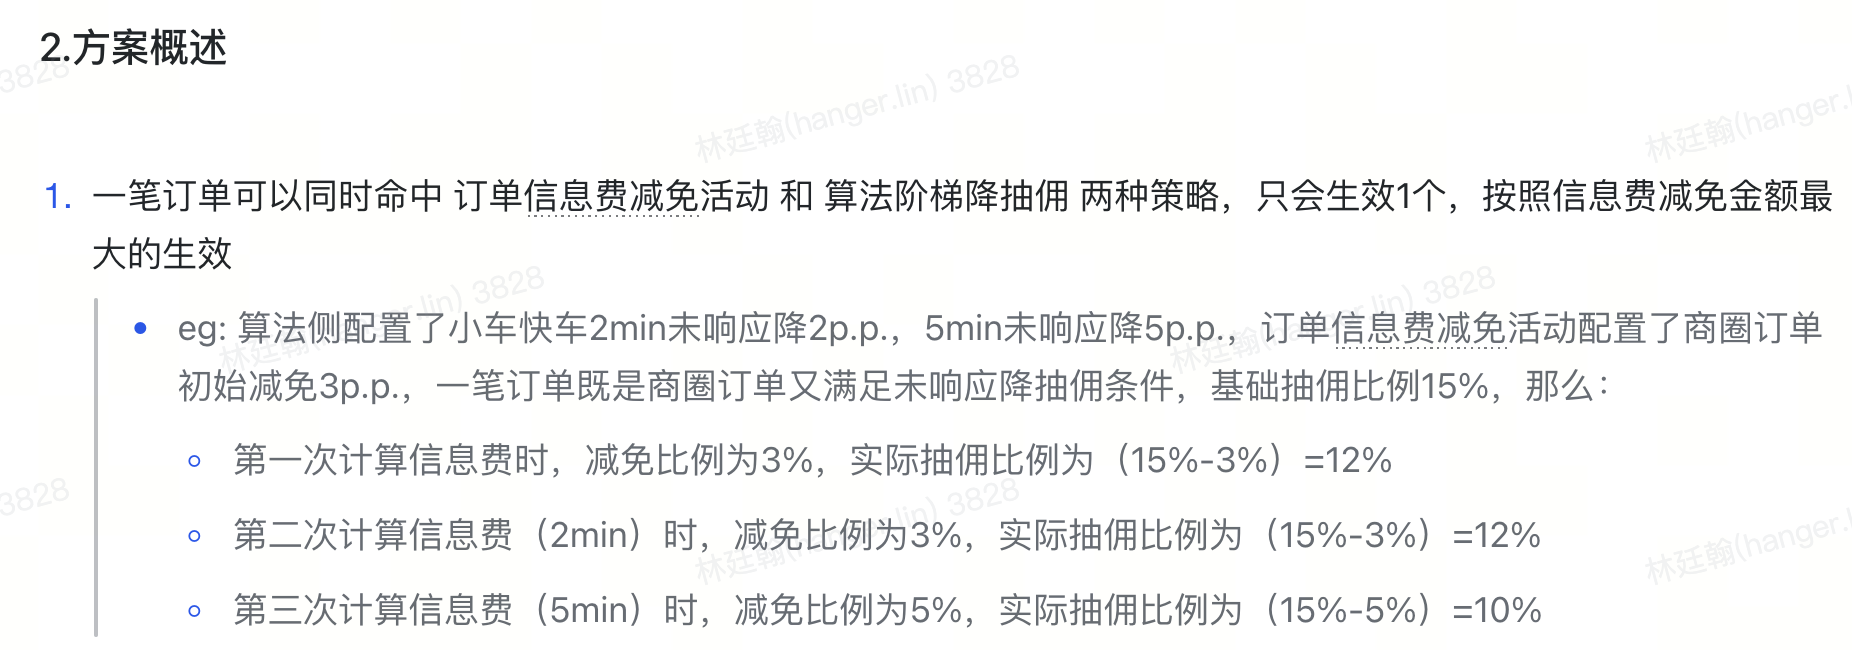 2.方案概述
林廷翰(hanger.lin) 3828
1. 一笔订单可以同时命中 订单信息费减免活动 和 算法阶梯降抽佣 两种策略，只会生效1个，按照信息费减免金额最
大的生效
• eg: 算法侧配置了小车快车2min未响应降2p.p.，5min未响应降5p.p.，订单信息费减免活动配置了商圈订单
初始减免3p.p.，一笔订单既是商圈订单又满足未响应降抽佣条件，基础抽佣比例15%，那么：
◦ 第一次计算信息费时，减免比例为3%，实际抽佣比例为（15%-3%）=12%
◦ 第二次计算信息费（2min）时，减免比例为3%，实际抽佣比例为（15%-3%）=12%
◦ 第三次计算信息费（5min）时，减免比例为5%，实际抽佣比例为（15%-5%）=10%